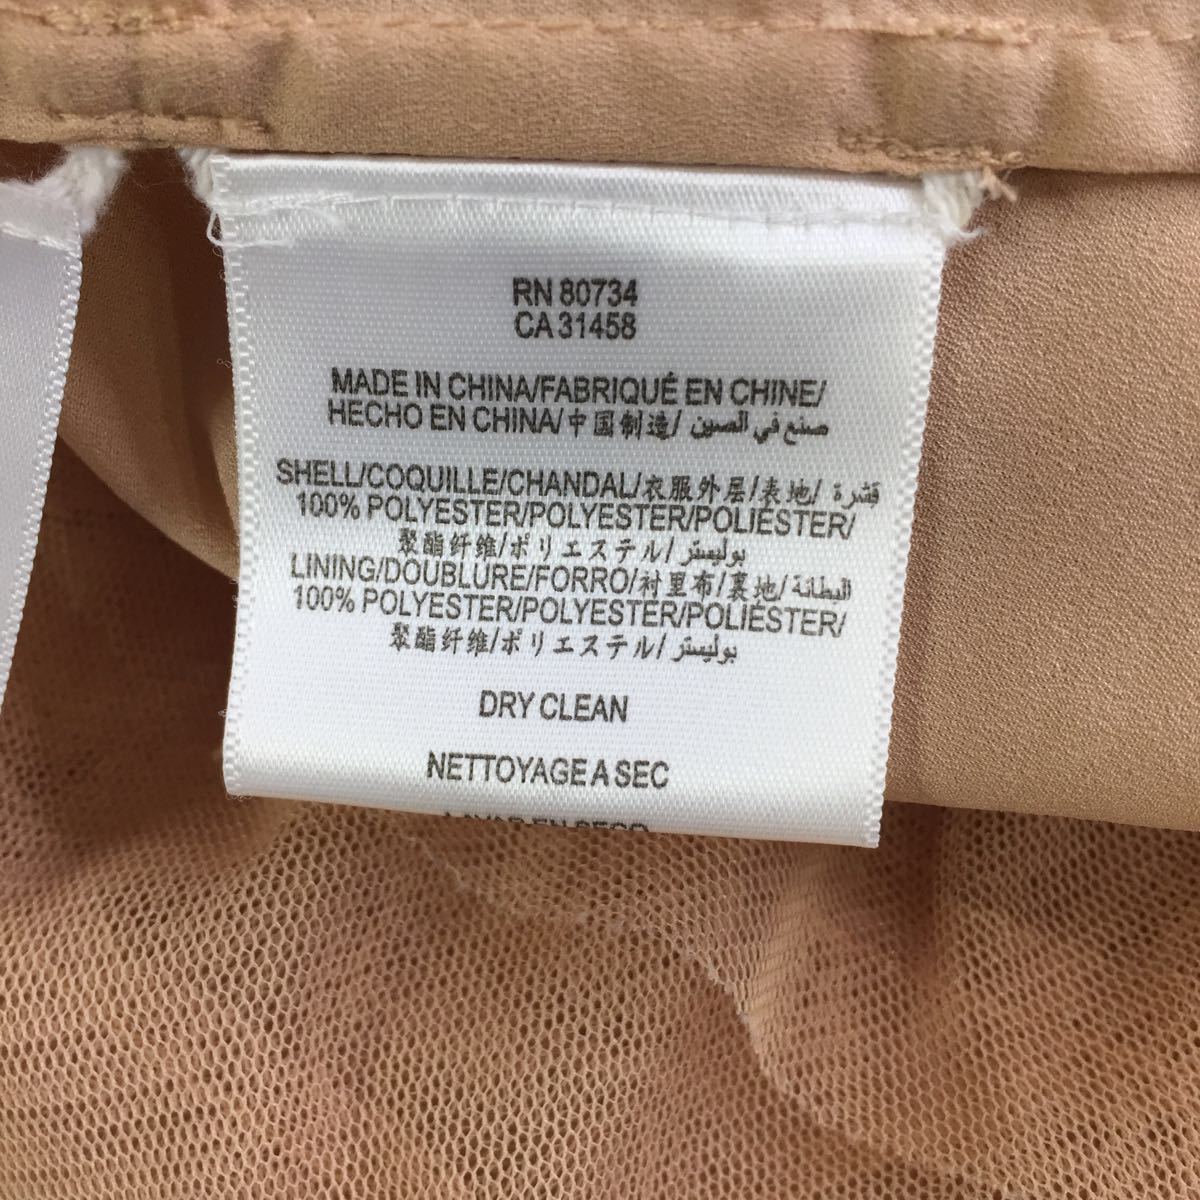 RN 80734
CA 31458
MADE IN CHINA/FABRIQUÉ EN CHINE/
HECHO EN CHINA/中国制造/ صنع في الصين
SHELL/COQUILLE/CHANDAL/衣服外层/表地/ قشرة
100% POLYESTER/POLYESTER/POLIÉSTER/
聚酯纤维/ポリエステル/ بوليستر
LINING/DOUBLURE/FORRO/衬里布/裏地/ البطانة
100% POLYESTER/POLYESTER/POLIÉSTER/
聚酯纤维/ポリエステル/ بوليستر
DRY CLEAN
NETTOYAGE A SEC
LAVAR EN SECO